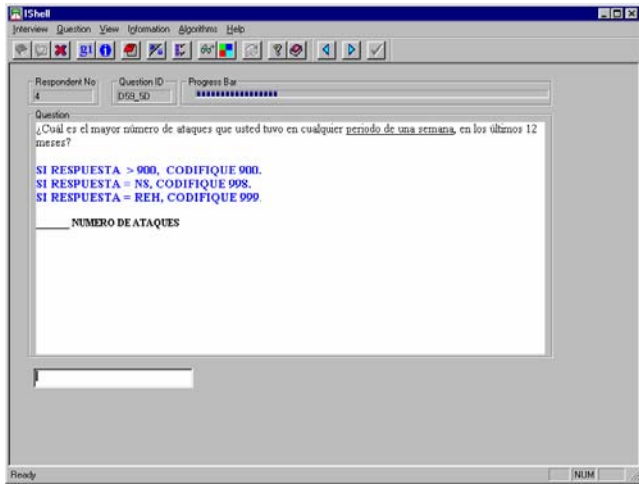 IShell
Interview Question View Information Algorithms Help
Respondent No
Question ID
Progress Bar
4
D59_5D
Question
¿Cuál es el mayor número de ataques que usted tuvo en cualquier periodo de una semana, en los últimos 12
meses?
SI RESPUESTA > 900, CODIFIQUE 900.
SI RESPUESTA = NS, CODIFIQUE 998.
SI RESPUESTA = REH, CODIFIQUE 999.
______ NUMERO DE ATAQUES
Ready
NUM